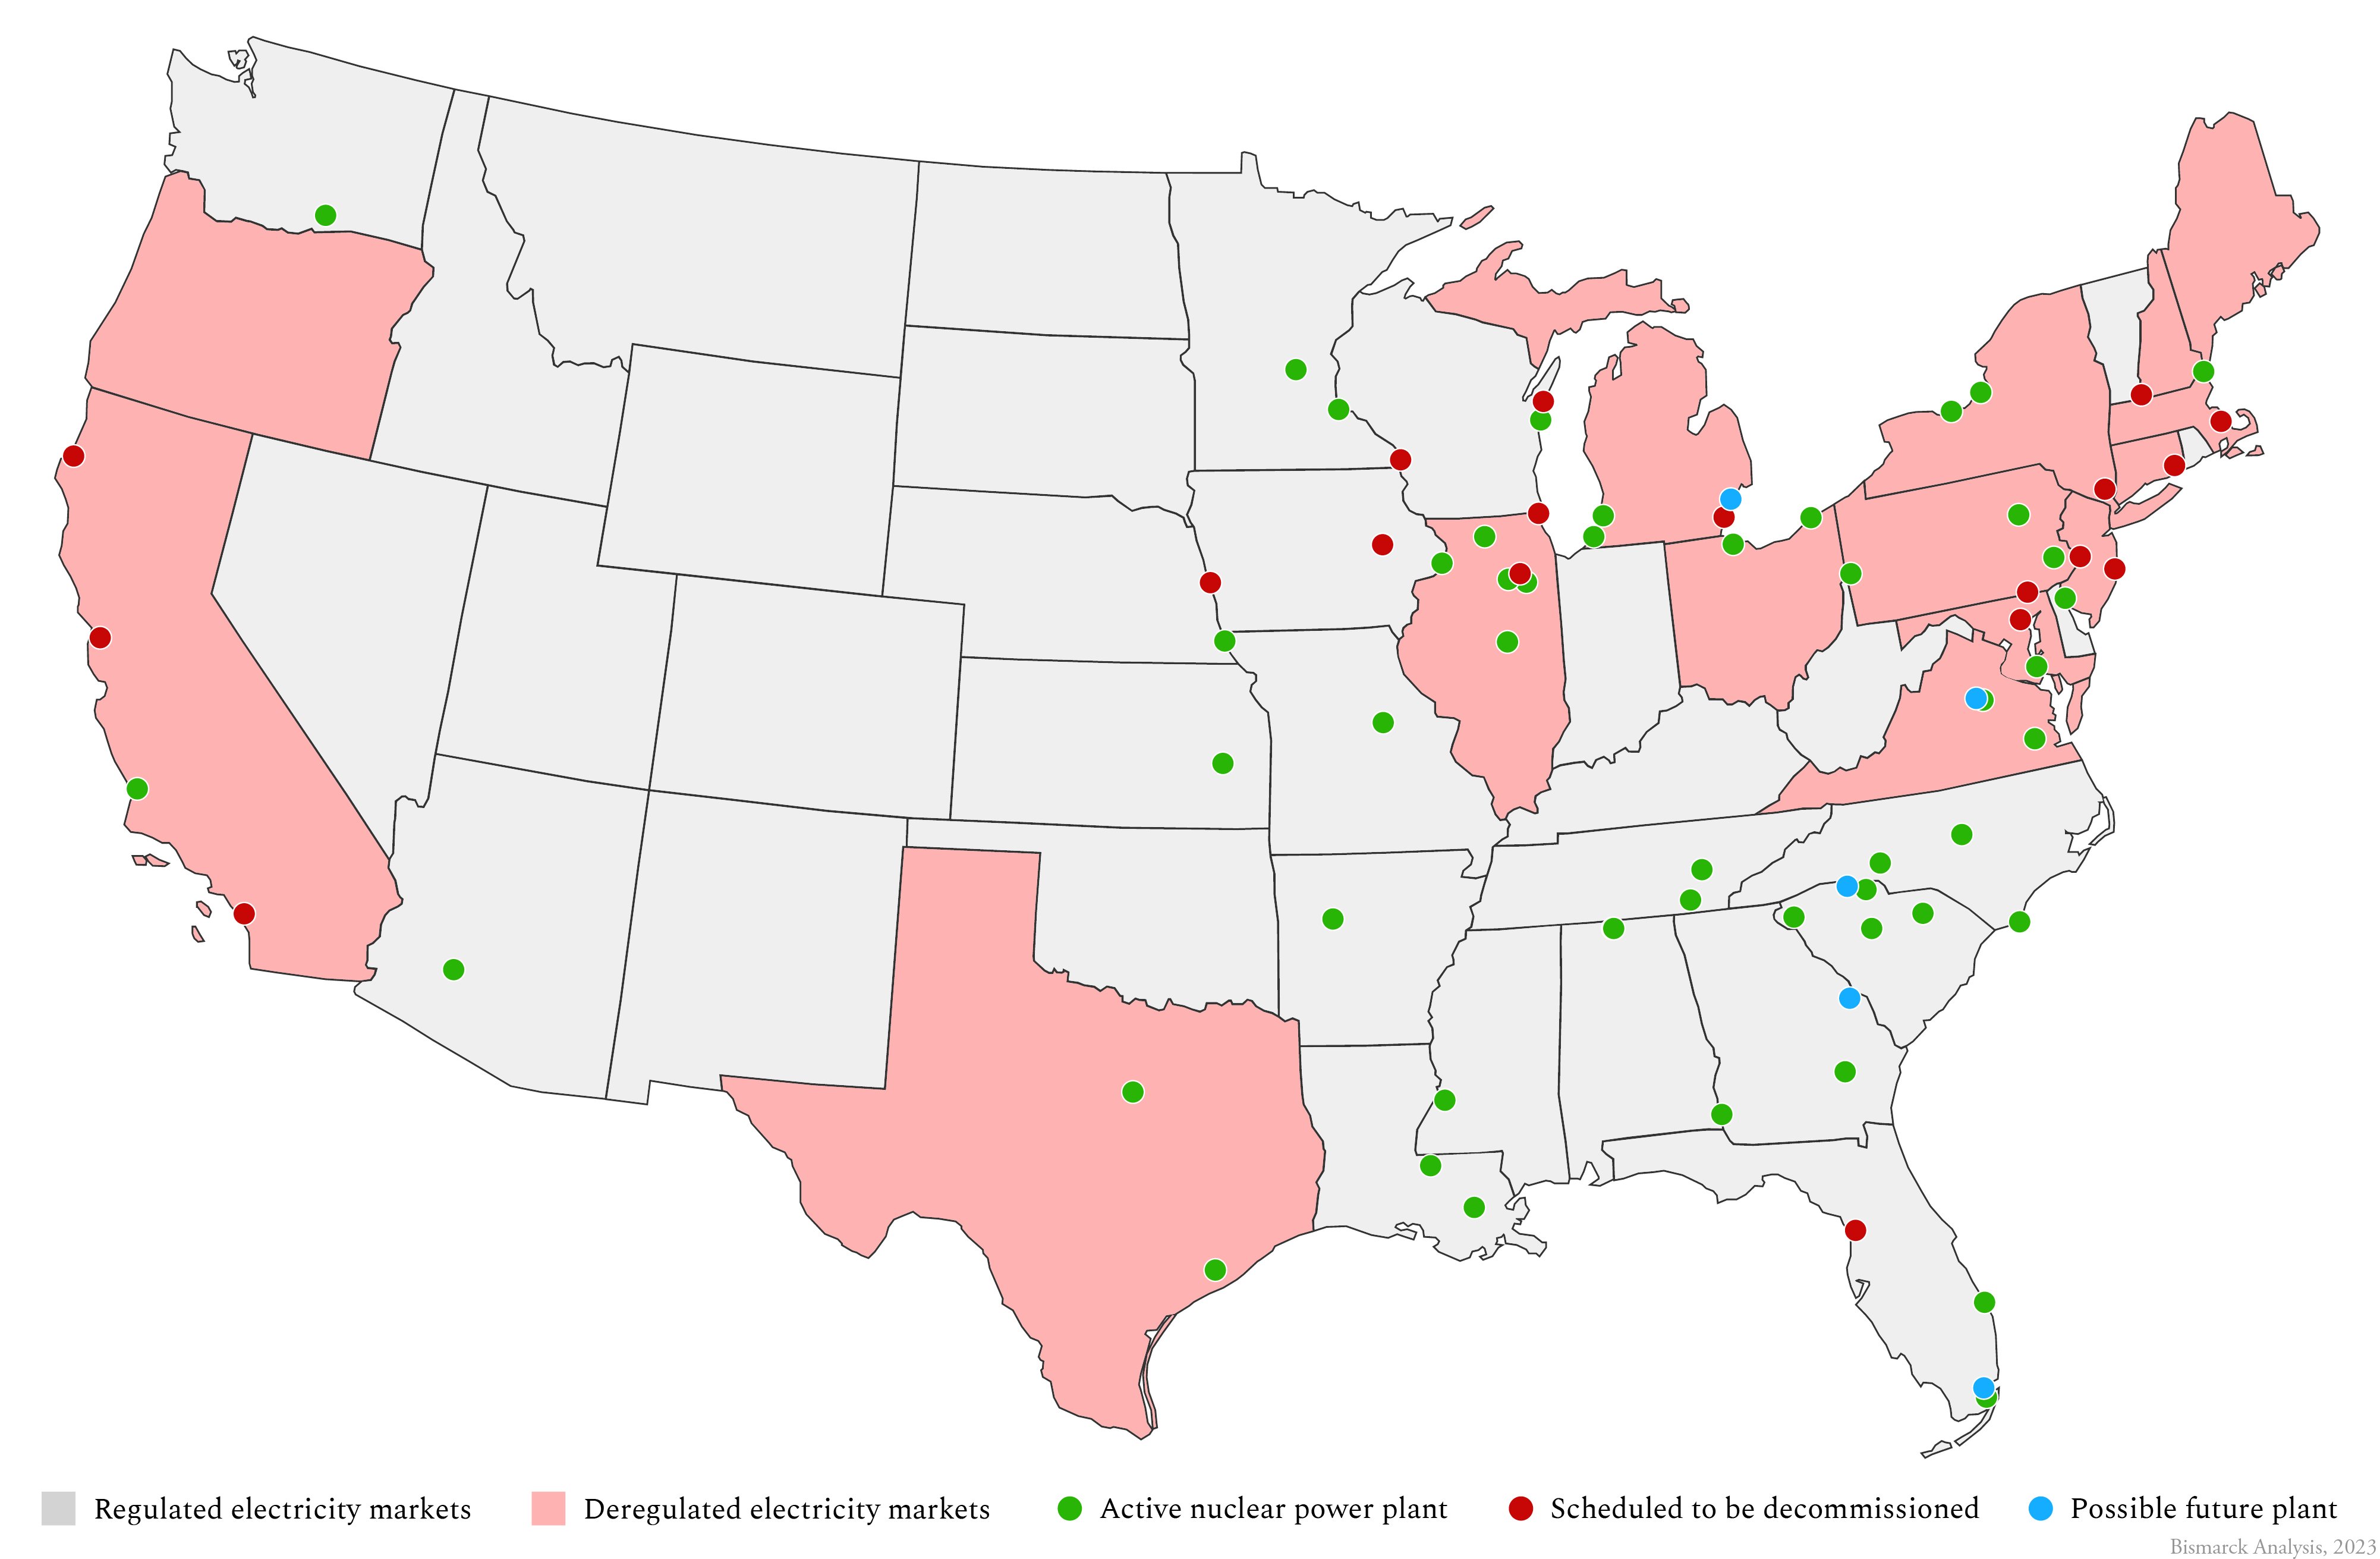 Regulated electricity markets
Deregulated electricity markets
Active nuclear power plant
Scheduled to be decommissioned
Possible future plant
Bismarck Analysis, 2023